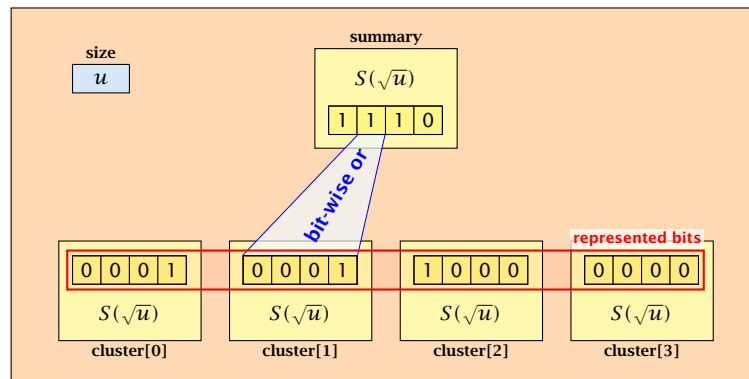 summary
size
u
S(√u)
1 1 1 0
bit-wise or
represented bits
0 0 0 1
0 0 0 1
1 0 0 0
0 0 0 0
S(√u)
S(√u)
S(√u)
S(√u)
cluster[0]
cluster[1]
cluster[2]
cluster[3]